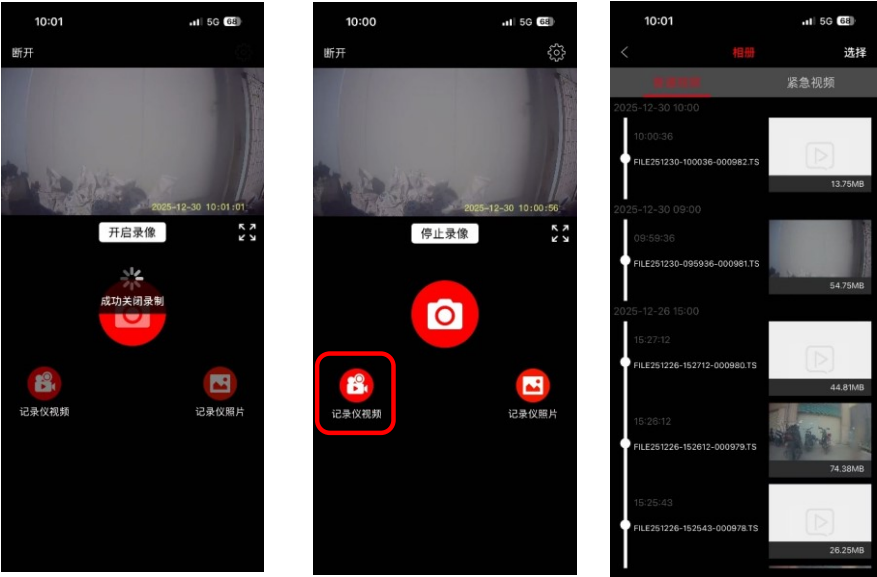 10:01
5G 68
断开
2025-12-30 10:01:01
开启录像
成功关闭录制
记录仪视频
记录仪照片
10:00
5G 68
断开
2025-12-30 10:00:56
停止录像
记录仪视频
记录仪照片
10:01
5G 68
相册
选择
紧急视频
2025-12-30 10:00
10:00:36
FILE251230-100036-000982.TS
13.75MB
2025-12-30 09:00
09:59:36
FILE251230-095936-000981.TS
54.75MB
2025-12-26 15:00
15:27:12
FILE251226-152712-000980.TS
44.81MB
15:26:12
FILE251226-152612-000979.TS
74.38MB
15:25:43
FILE251226-152543-000978.TS
26.25MB